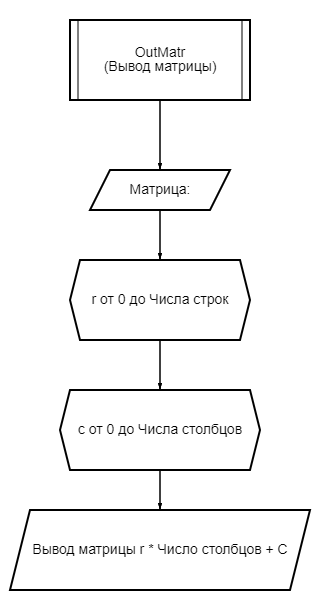 OutMatr
(Вывод матрицы)
Матрица:
r от 0 до Числа строк
с от 0 до Числа столбцов
Вывод матрицы r * Число столбцов + С